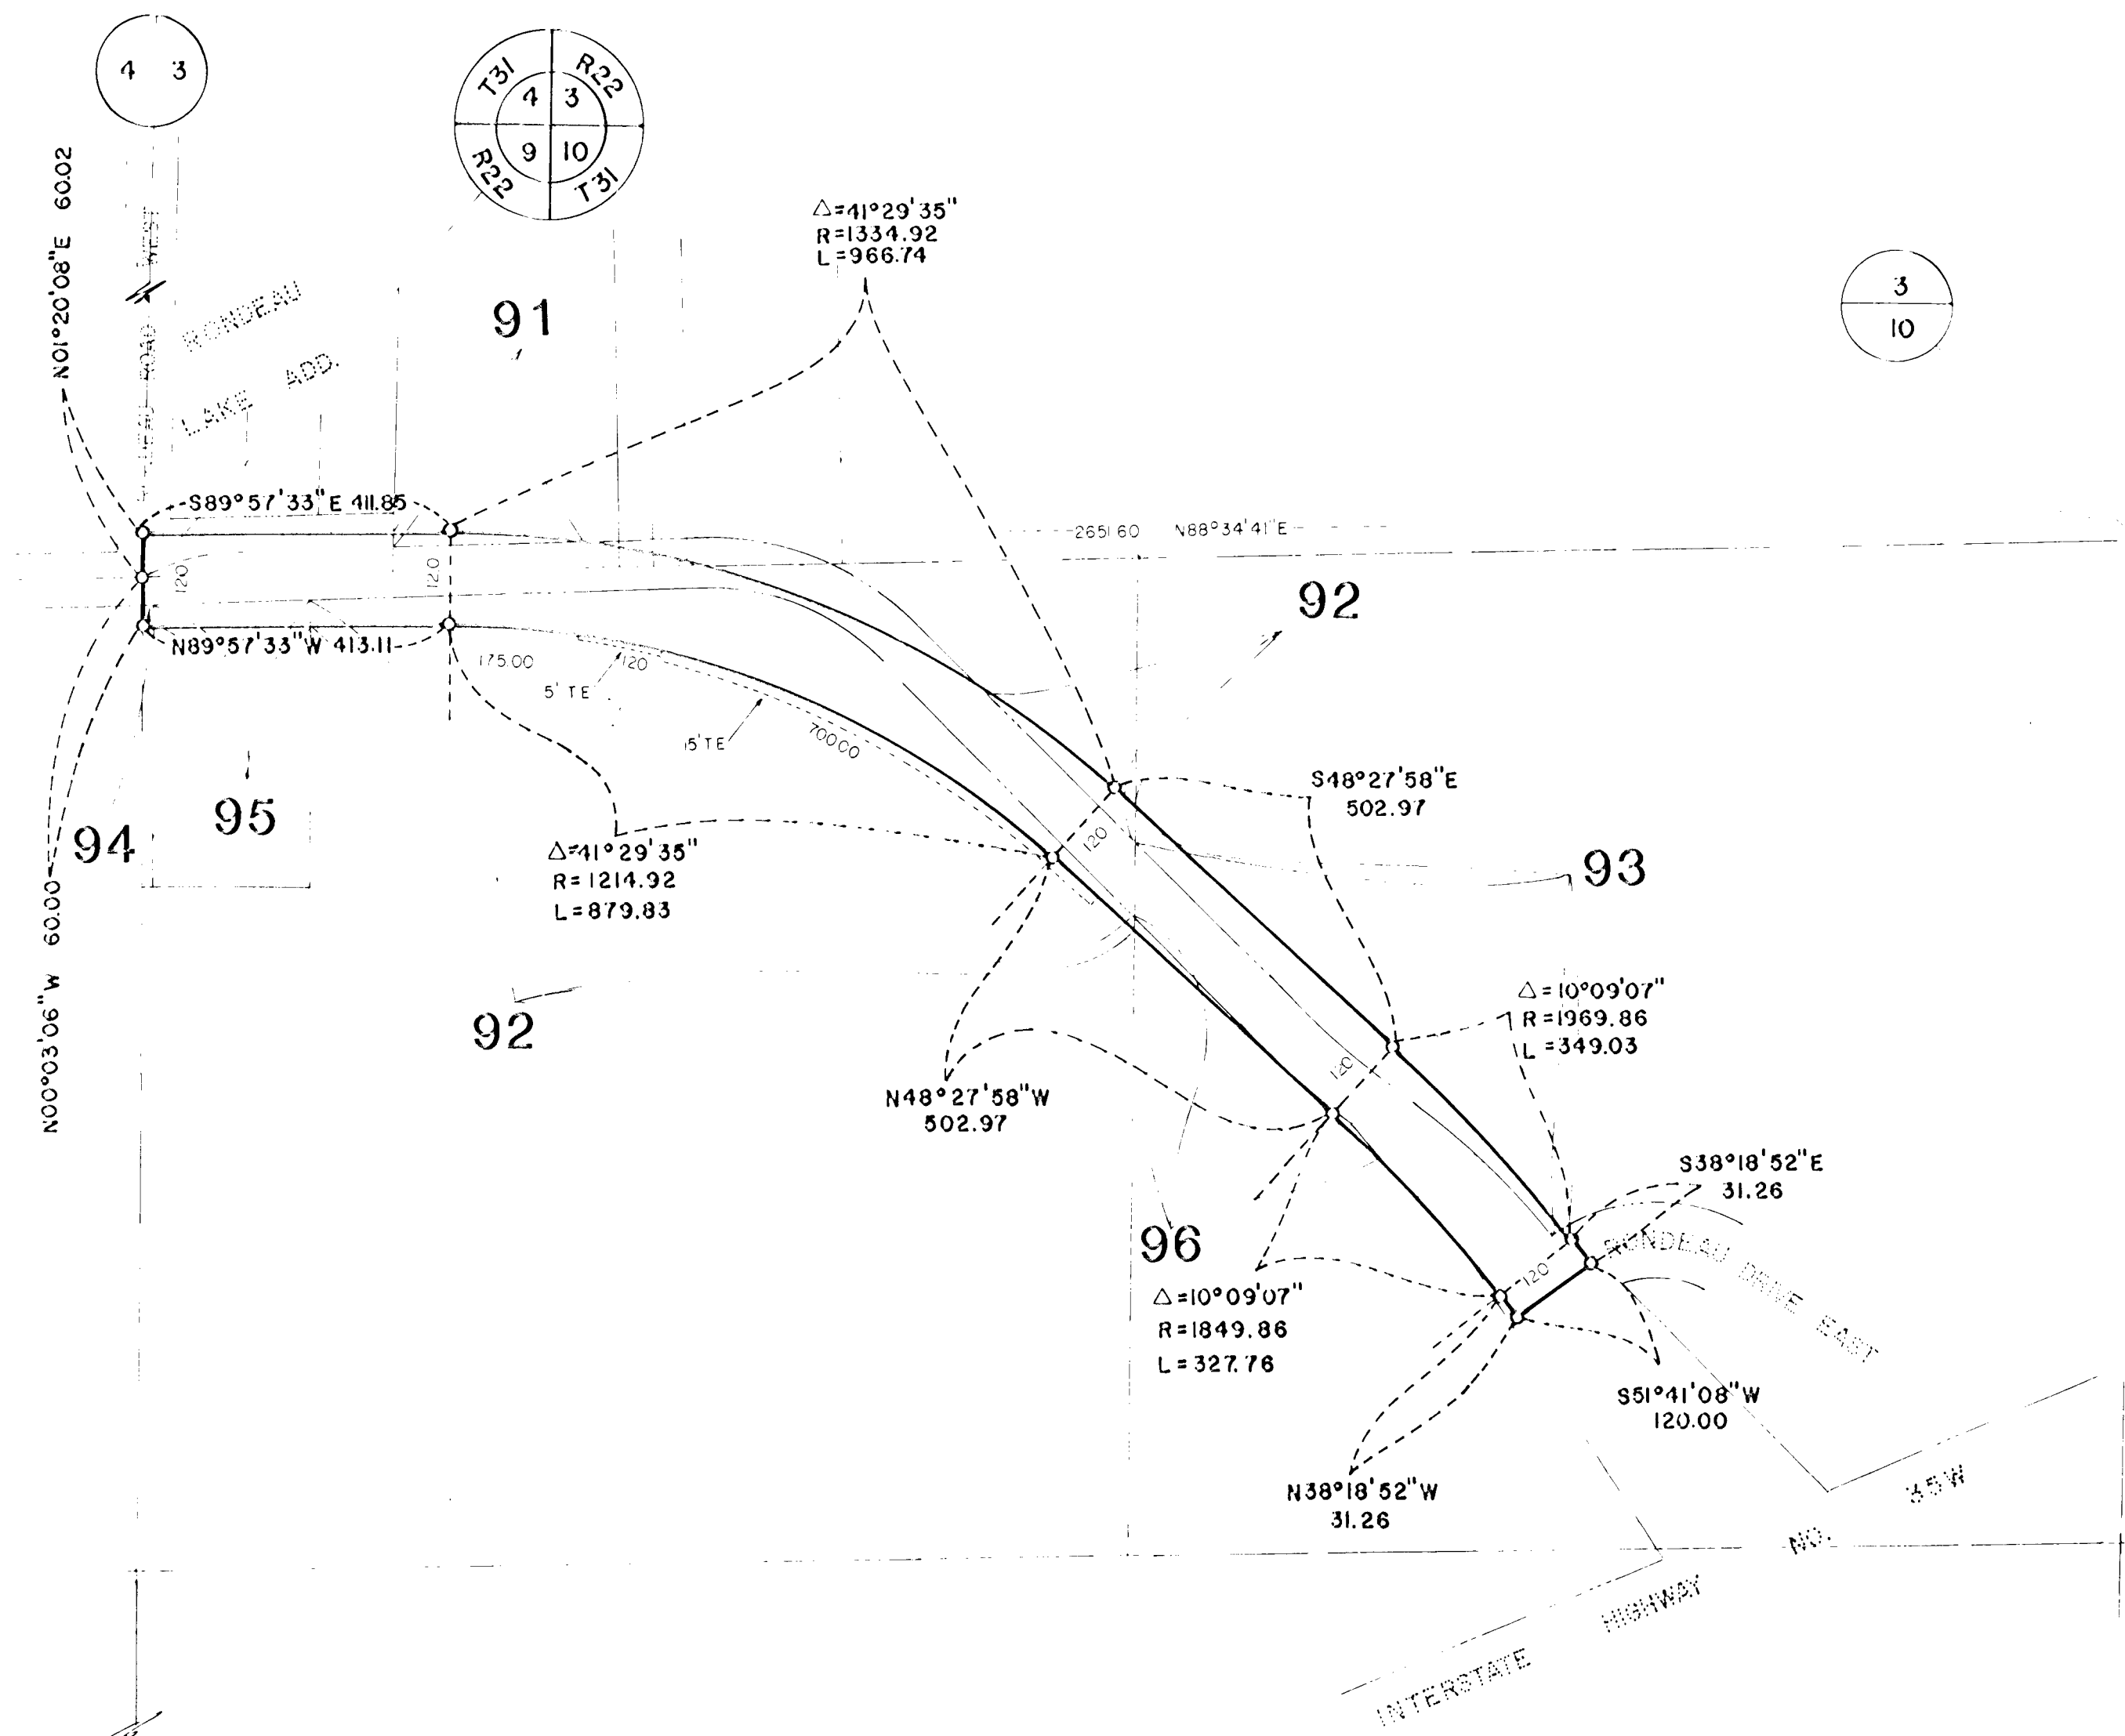 4 3
T31 R22
4 3
9 10
R22 T31
N01°20'08"E 60.02
Δ=41°29'35"
R=1334.92
L=966.74
3
10
WEST
ROAD
RONDEAU
LAKE ADD.
91
S89°57'33"E 411.85
2651.60 N88°34'41"E
120
120
92
N89°57'33"W 413.11
175.00
120
5' TE
15' TE
700.00
S48°27'58"E
502.97
94
95
120
93
Δ=41°29'35"
R=1214.92
L=879.83
N00°03'06"W 60.00
92
Δ=10°09'07"
R=1969.86
L=349.03
120
N48°27'58"W
502.97
S38°18'52"E
31.26
96
RONDEAU DRIVE EAST
120
Δ=10°09'07"
R=1849.86
L=327.76
S51°41'08"W
120.00
N38°18'52"W
31.26
INTERSTATE HIGHWAY NO. 35W